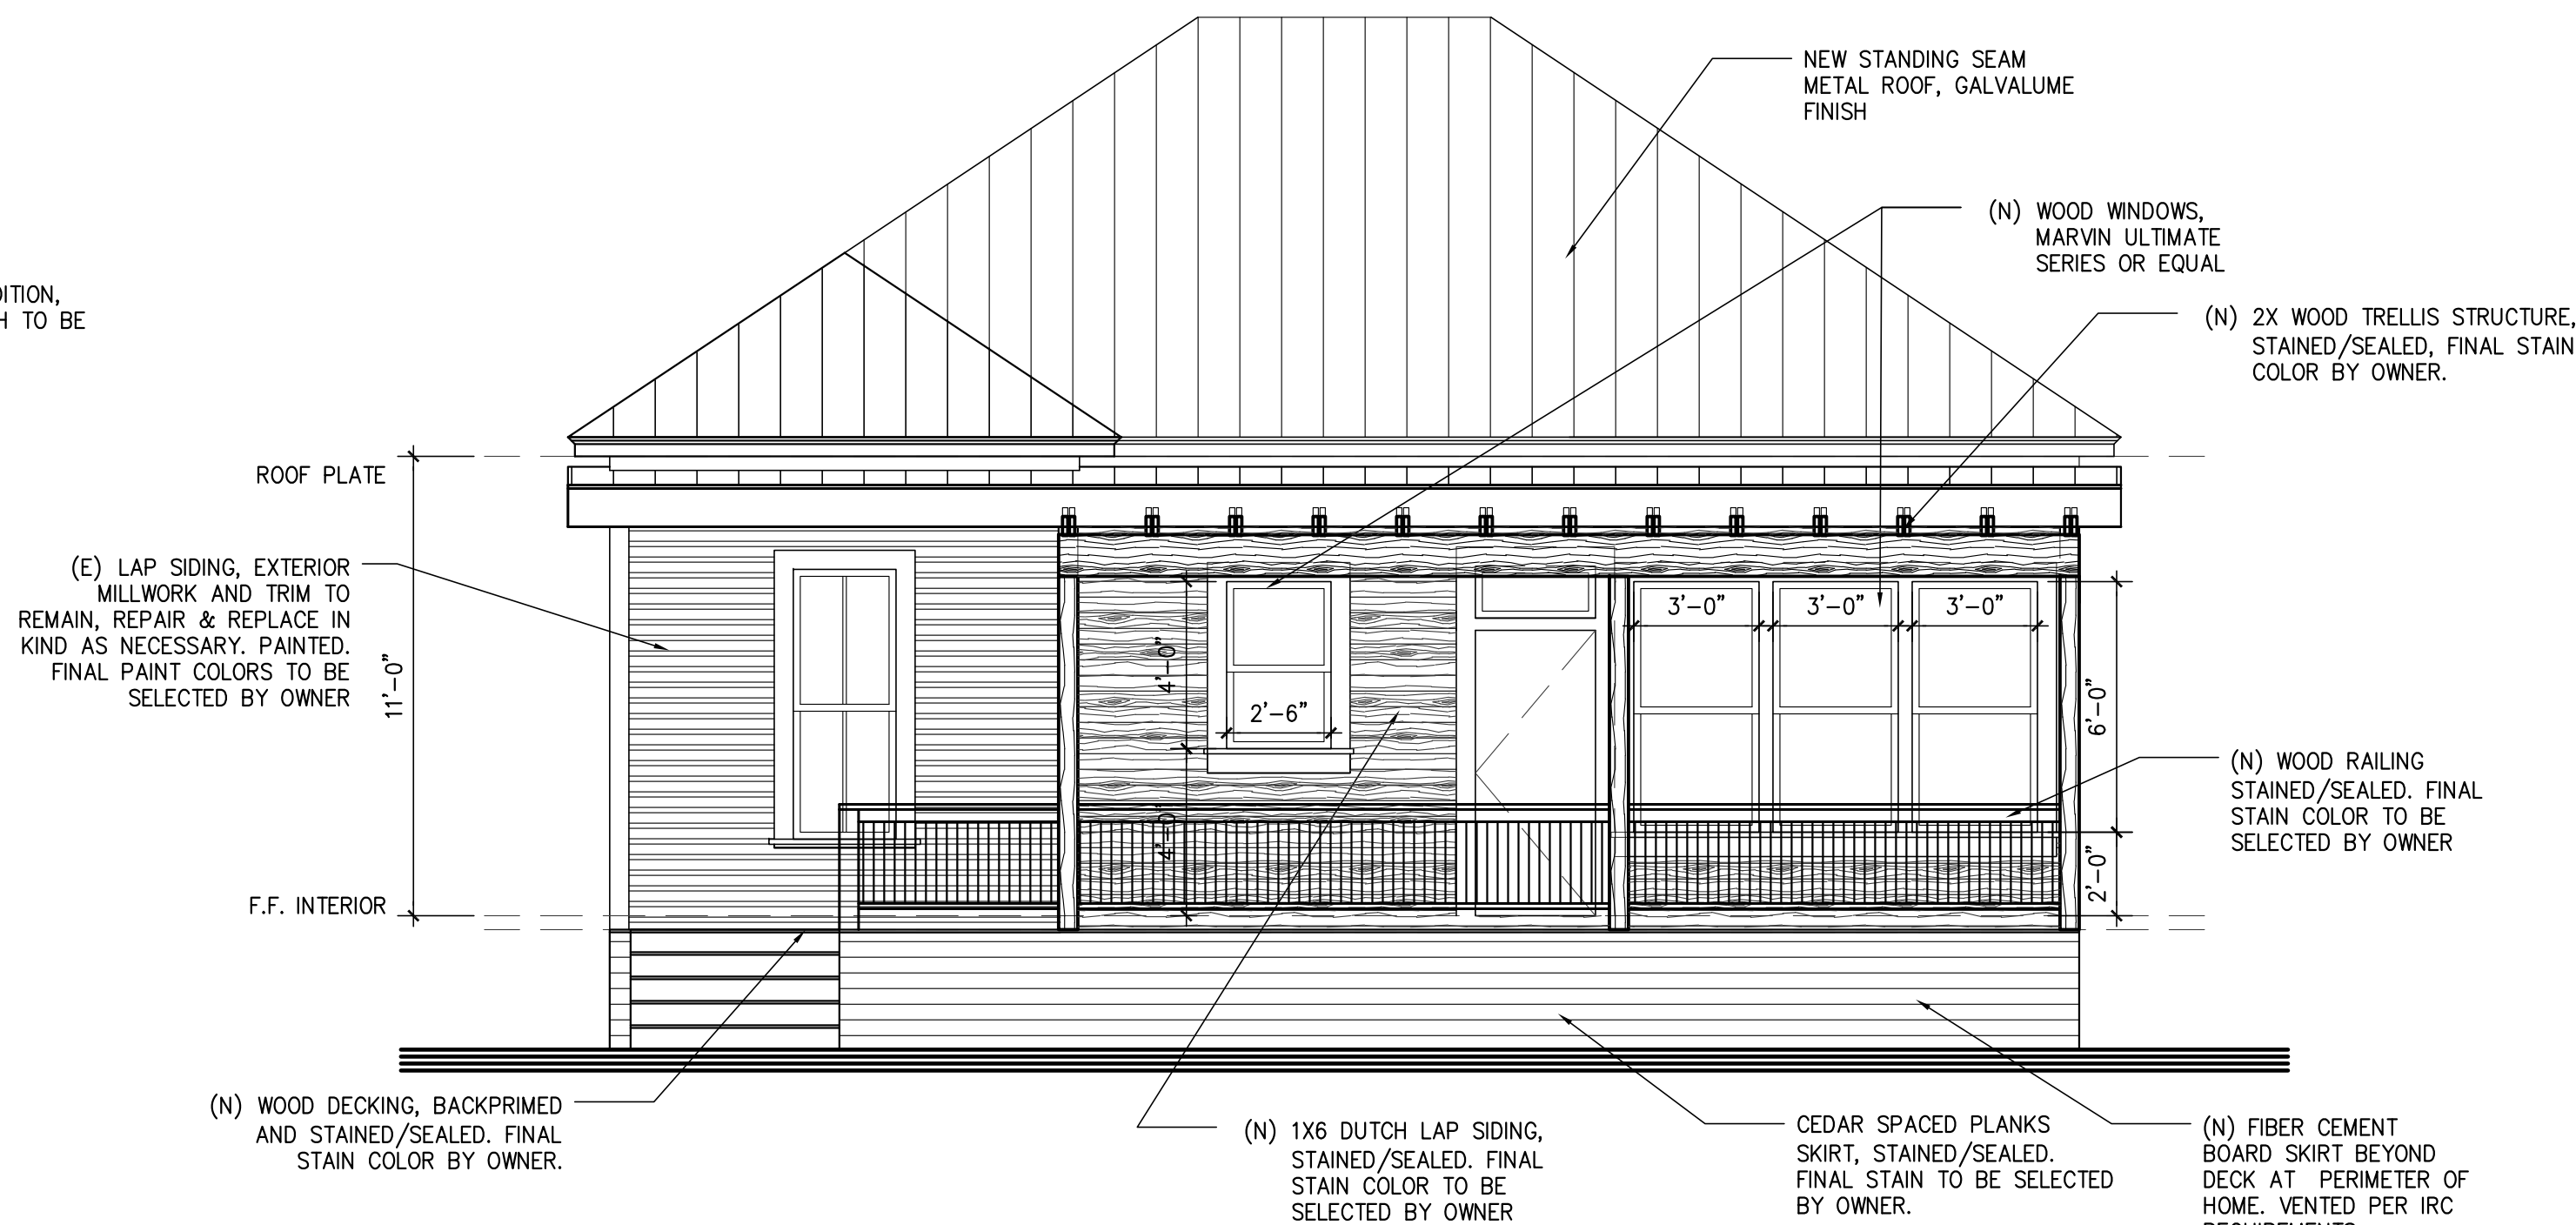 NEW STANDING SEAM
METAL ROOF, GALVALUME
FINISH
(N) WOOD WINDOWS,
MARVIN ULTIMATE
SERIES OR EQUAL
DITION,
H TO BE
(N) 2X WOOD TRELLIS STRUCTURE,
STAINED/SEALED, FINAL STAIN
COLOR BY OWNER.
ROOF PLATE
(E) LAP SIDING, EXTERIOR
MILLWORK AND TRIM TO
REMAIN, REPAIR & REPLACE IN
KIND AS NECESSARY. PAINTED.
FINAL PAINT COLORS TO BE
SELECTED BY OWNER
11'-0"
4'-0"
2'-6"
4'-0"
3'-0"
3'-0"
3'-0"
6'-0"
2'-0"
(N) WOOD RAILING
STAINED/SEALED. FINAL
STAIN COLOR TO BE
SELECTED BY OWNER
F.F. INTERIOR
(N) WOOD DECKING, BACKPRIMED
AND STAINED/SEALED. FINAL
STAIN COLOR BY OWNER.
(N) 1X6 DUTCH LAP SIDING,
STAINED/SEALED. FINAL
STAIN COLOR TO BE
SELECTED BY OWNER
CEDAR SPACED PLANKS
SKIRT, STAINED/SEALED.
FINAL STAIN TO BE SELECTED
BY OWNER.
(N) FIBER CEMENT
BOARD SKIRT BEYOND
DECK AT PERIMETER OF
HOME. VENTED PER IRC